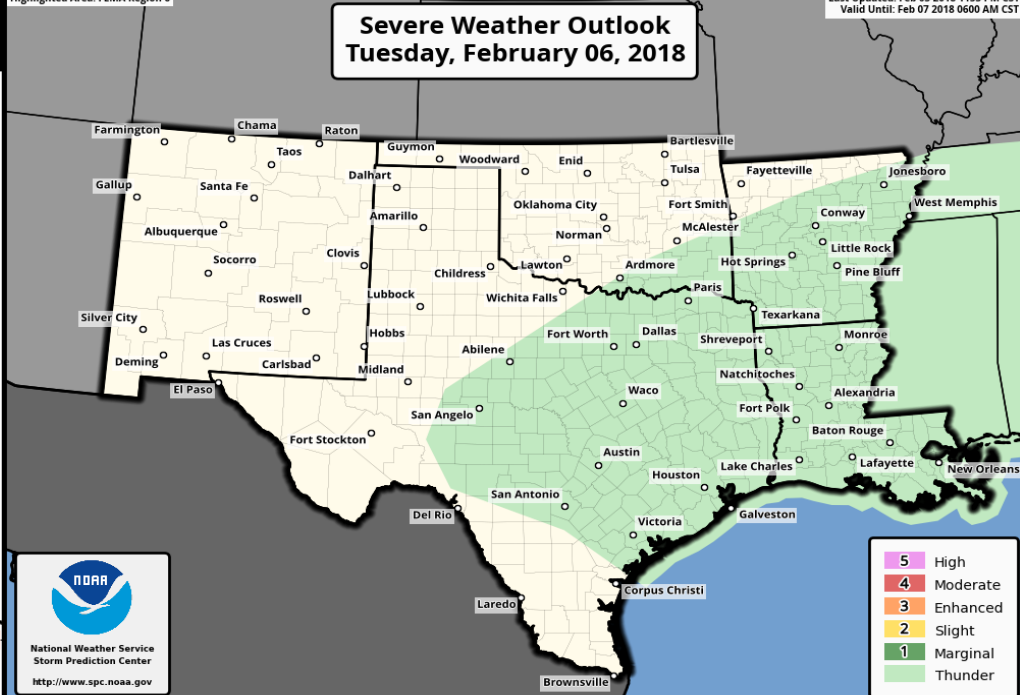 Highlighted Area: FEMA Region 6
Valid Until: Feb 07 2018 0600 AM CST
Severe Weather Outlook
Tuesday, February 06, 2018
Farmington
Chama
Raton
Taos
Guymon
Woodward
Enid
Bartlesville
Tulsa
Fayetteville
Jonesboro
Gallup
Santa Fe
Dalhart
Oklahoma City
Fort Smith
West Memphis
Albuquerque
Amarillo
Norman
McAlester
Conway
Socorro
Clovis
Childress
Lawton
Ardmore
Hot Springs
Little Rock
Pine Bluff
Roswell
Lubbock
Wichita Falls
Paris
Texarkana
Silver City
Las Cruces
Hobbs
Fort Worth
Dallas
Shreveport
Monroe
Deming
Carlsbad
Midland
Abilene
Natchitoches
El Paso
San Angelo
Waco
Fort Polk
Alexandria
Fort Stockton
Austin
Baton Rouge
Houston
Lake Charles
Lafayette
New Orleans
Del Rio
San Antonio
Victoria
Galveston
Laredo
Corpus Christi
Brownsville
NOAA
National Weather Service
Storm Prediction Center
http://www.spc.noaa.gov
5 High
4 Moderate
3 Enhanced
2 Slight
1 Marginal
Thunder